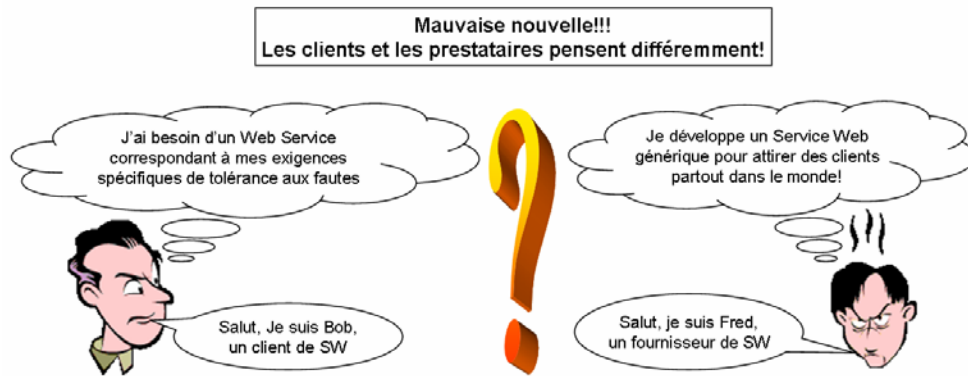 Mauvaise nouvelle!!!
Les clients et les prestataires pensent différemment!
J'ai besoin d'un Web Service
correspondant à mes exigences
spécifiques de tolérance aux fautes
Je développe un Service Web
générique pour attirer des clients
partout dans le monde!
Salut, Je suis Bob,
un client de SW
Salut, je suis Fred,
un fournisseur de SW